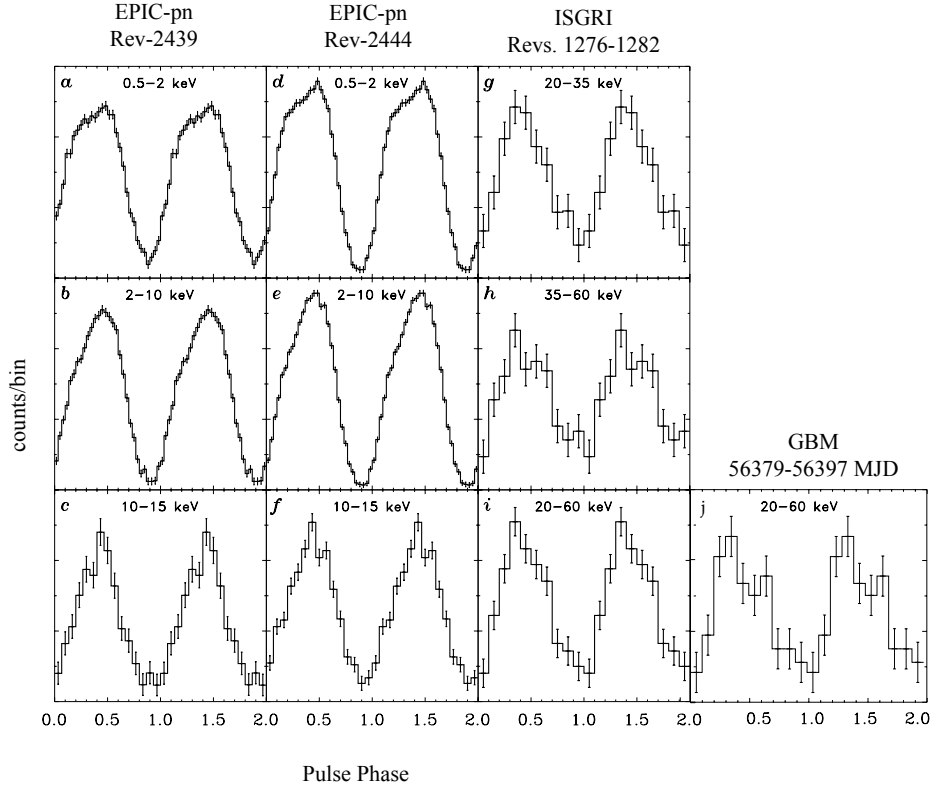 EPIC-pn
Rev-2439
EPIC-pn
Rev-2444
ISGRI
Revs. 1276-1282
a 0.5-2 keV
d 0.5-2 keV
g 20-35 keV
b 2-10 keV
e 2-10 keV
h 35-60 keV
counts/bin
GBM
56379-56397 MJD
c 10-15 keV
f 10-15 keV
i 20-60 keV
j 20-60 keV
0.0 0.5 1.0 1.5 2.0 0.5 1.0 1.5 2.0 0.5 1.0 1.5 2.0 0.5 1.0 1.5 2.0
Pulse Phase